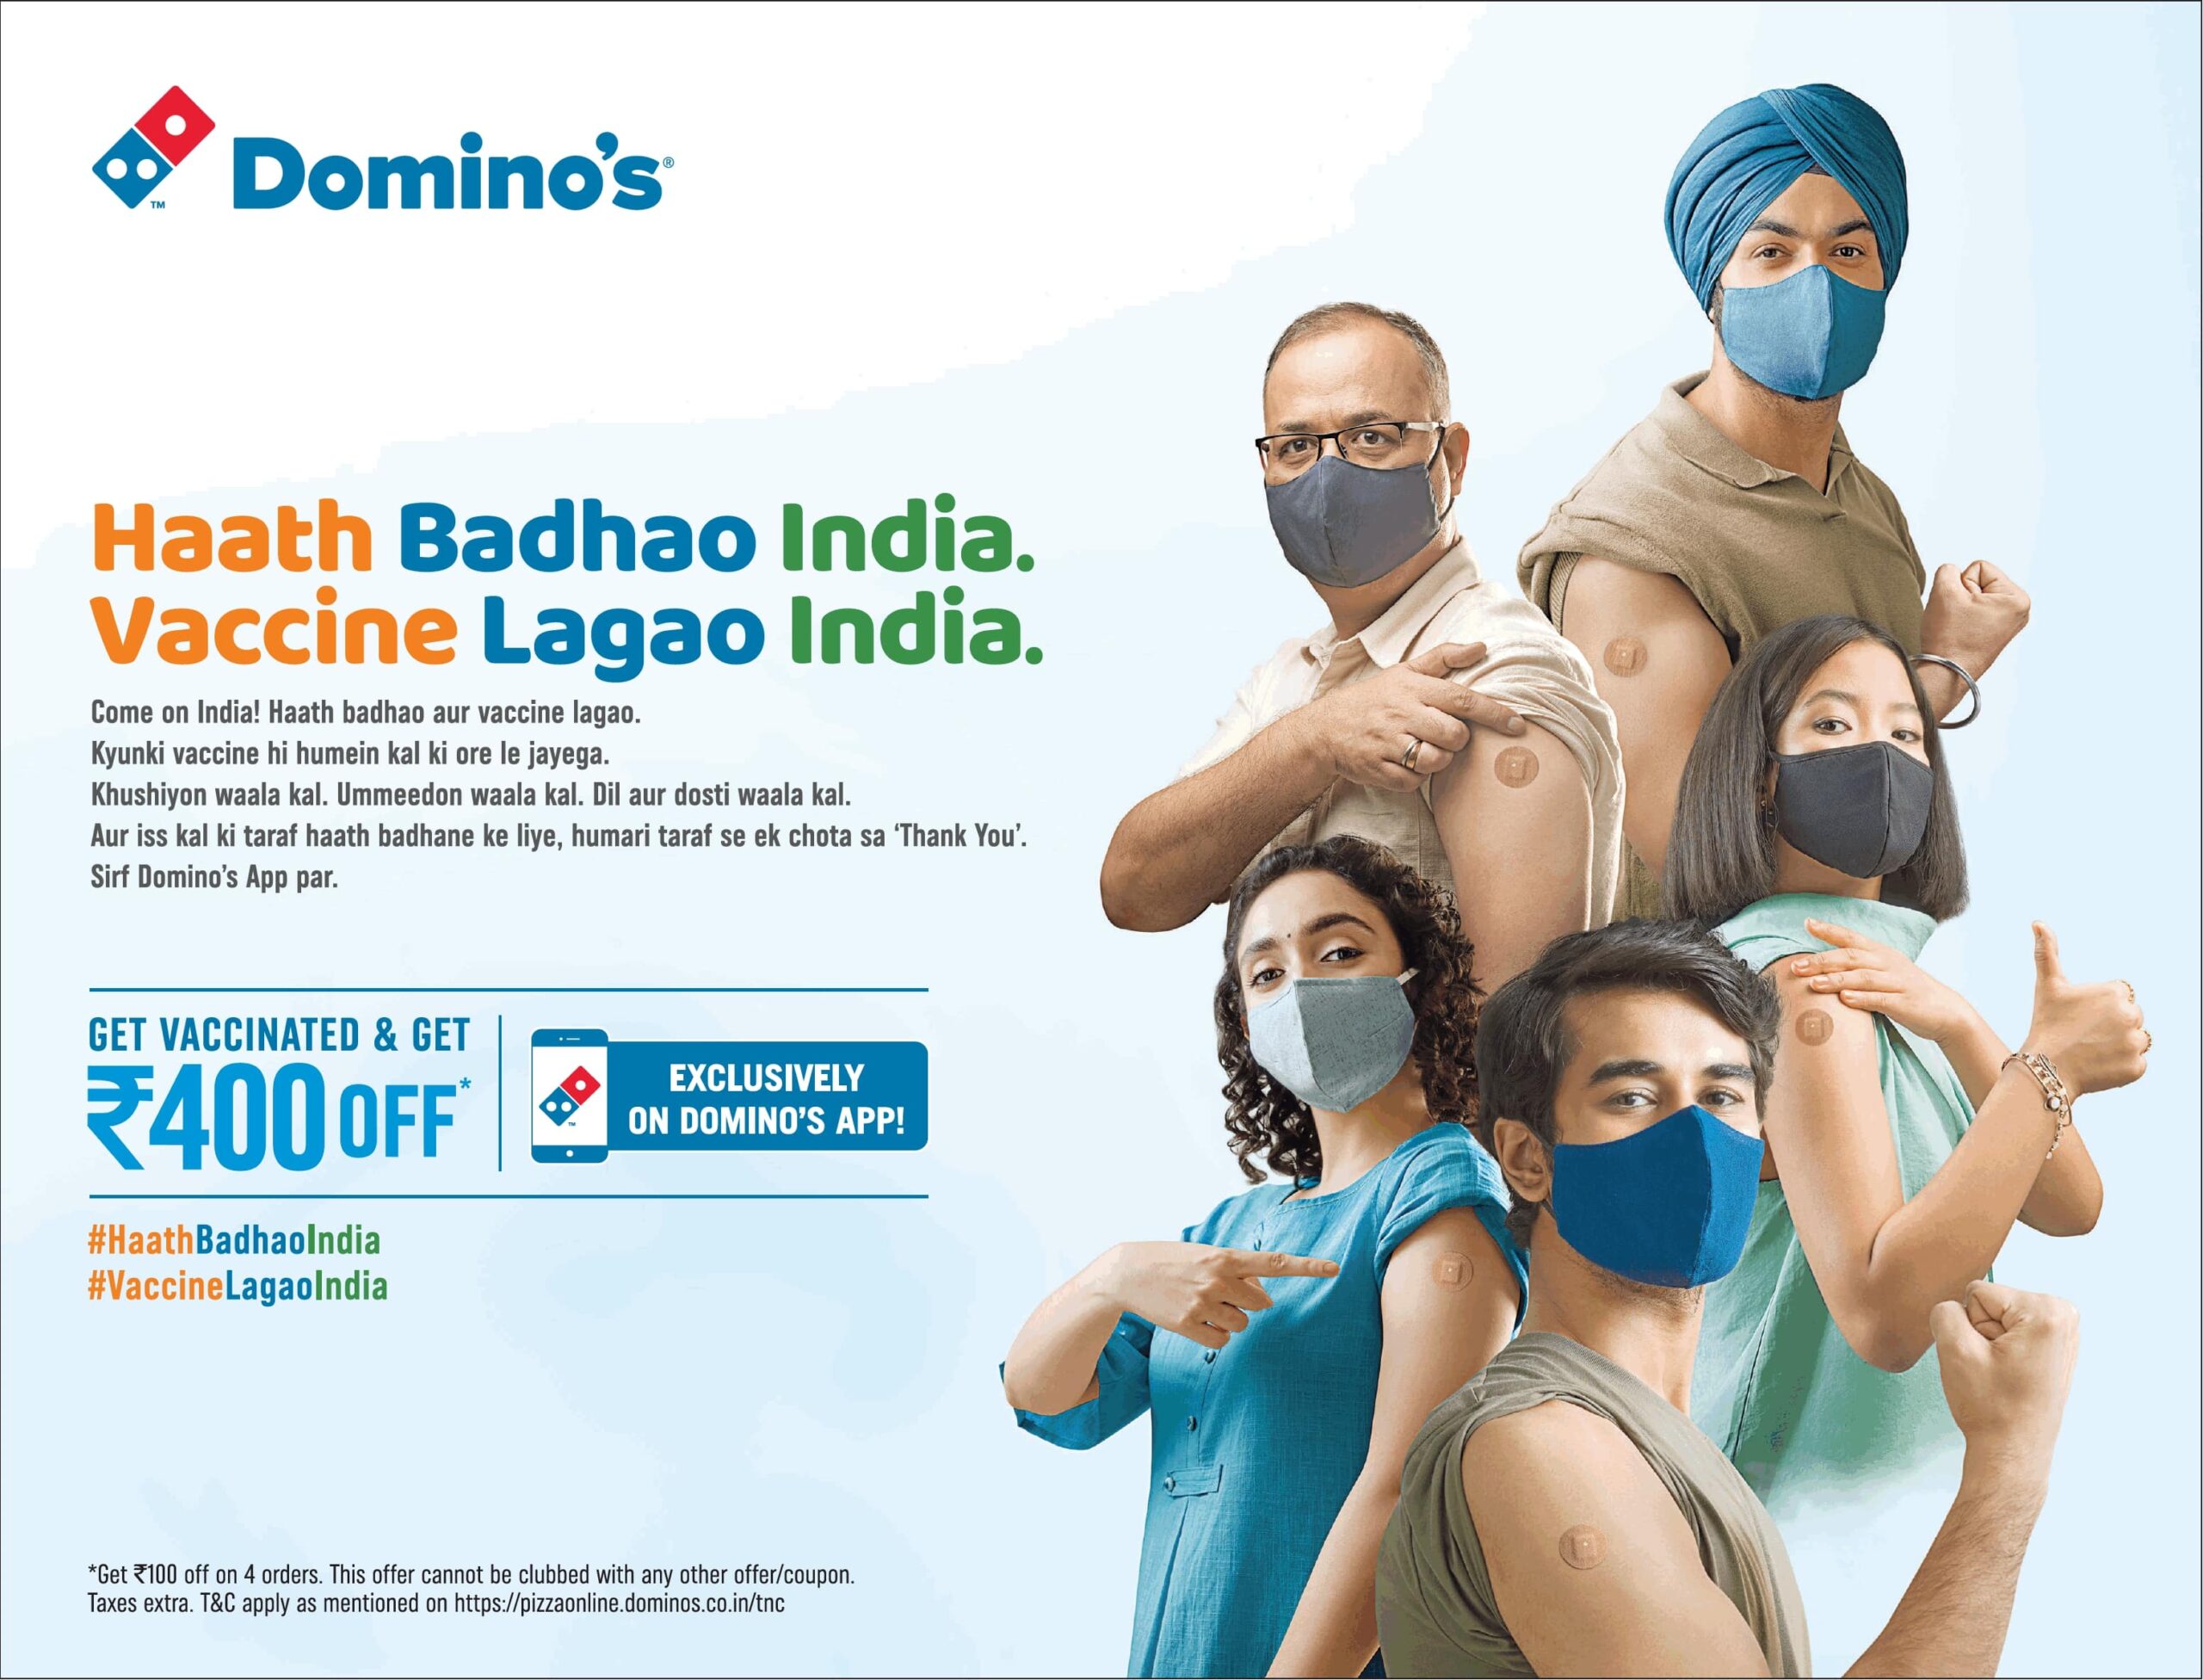 Domino's®
TM
Haath Badhao India.
Vaccine Lagao India.
Come on India! Haath badhao aur vaccine lagao.
Kyunki vaccine hi humein kal ki ore le jayega.
Khushiyon waala kal. Ummeedon waala kal. Dil aur dosti waala kal.
Aur iss kal ki taraf haath badhane ke liye, humari taraf se ek chota sa ‘Thank You’.
Sirf Domino’s App par.
GET VACCINATED & GET
₹400 OFF*
TM
EXCLUSIVELY
ON DOMINO’S APP!
#HaathBadhaoIndia
#VaccineLagaoIndia
*Get ₹100 off on 4 orders. This offer cannot be clubbed with any other offer/coupon.
Taxes extra. T&C apply as mentioned on https://pizzaonline.dominos.co.in/tnc